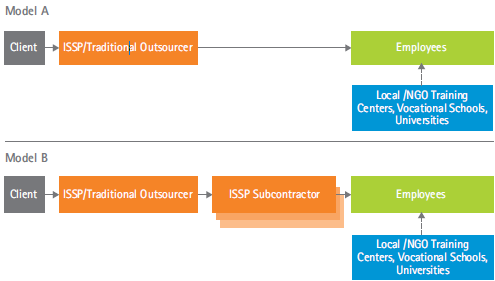 Model A
Client
ISSP/Traditional Outsourcer
Employees
Local /NGO Training
Centers, Vocational Schools,
Universities
Model B
Client
ISSP/Traditional Outsourcer
ISSP Subcontractor
Employees
Local /NGO Training
Centers, Vocational Schools,
Universities